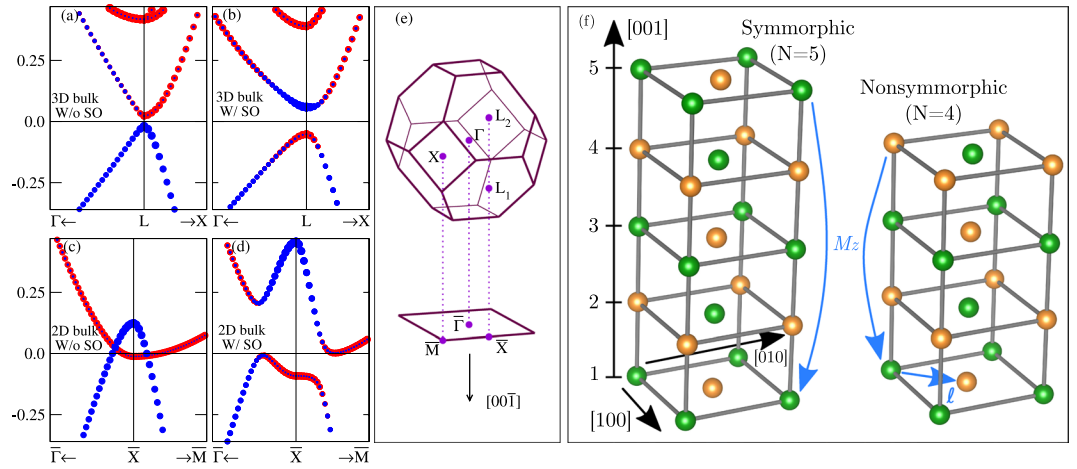 (a)
0.25
0.0
-0.25
3D bulk
W/o SO
Γ←
L
→X
(b)
3D bulk
W/ SO
Γ←
L
→X
(c)
0.25
0.0
-0.25
2D bulk
W/o SO
Γ̅←
X̅
→M̅
(d)
2D bulk
W/ SO
Γ̅←
X̅
→M̅
(e)
L₂
Γ
X
L₁
Γ̅
M̅
X̅
[001̅]
(f)
[001]
Symmorphic
(N=5)
Nonsymmorphic
(N=4)
5
4
3
2
1
Mz
[010]
[100]
ℓ